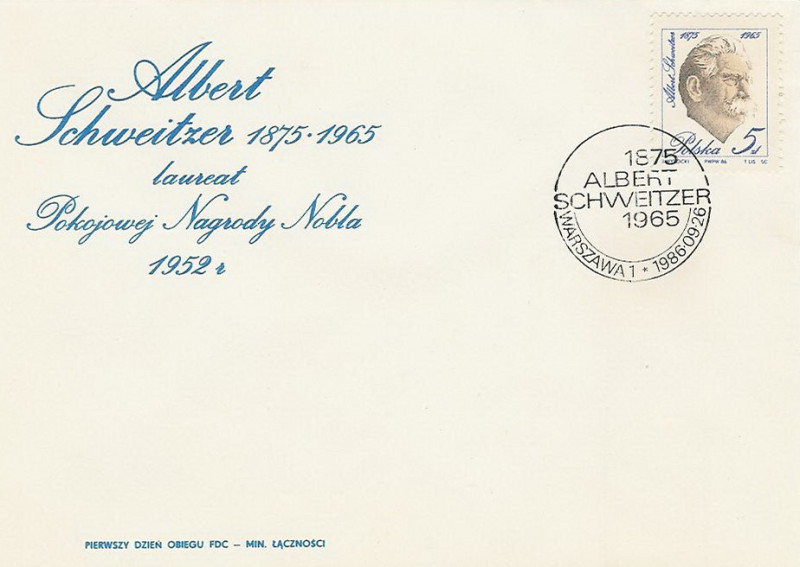 Albert
Schweitzer 1875·1965
laureat
Pokojowej Nagrody Nobla
1952 r
1875 1965
Albert Schweitzer
Polska 5 zł
PWPW 86
1875
ALBERT
SCHWEITZER
1965
WARSZAWA 1 * 1986·09·26
PIERWSZY DZIEŃ OBIEGU FDC – MIN. ŁĄCZNOŚCI